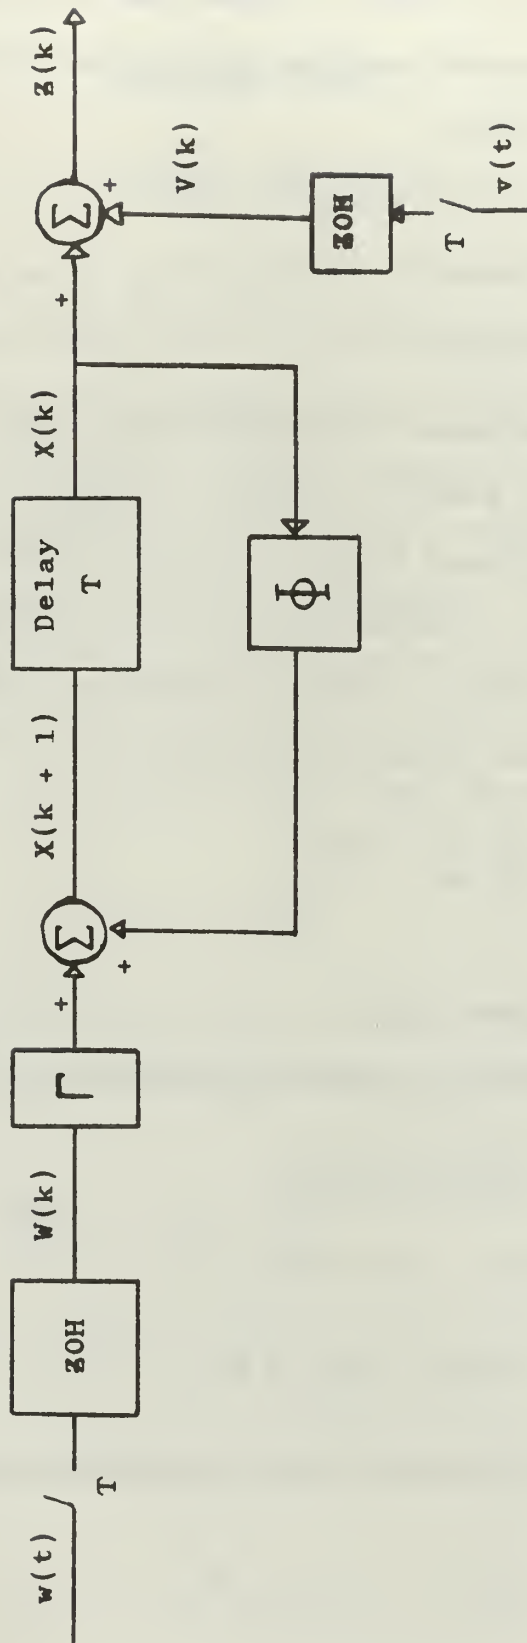 w(t)
T
ZOH
W(k)
Γ
+
+
Σ
X(k + 1)
Delay
T
X(k)
Φ
+
+
Σ
Z(k)
V(k)
ZOH
T
v(t)